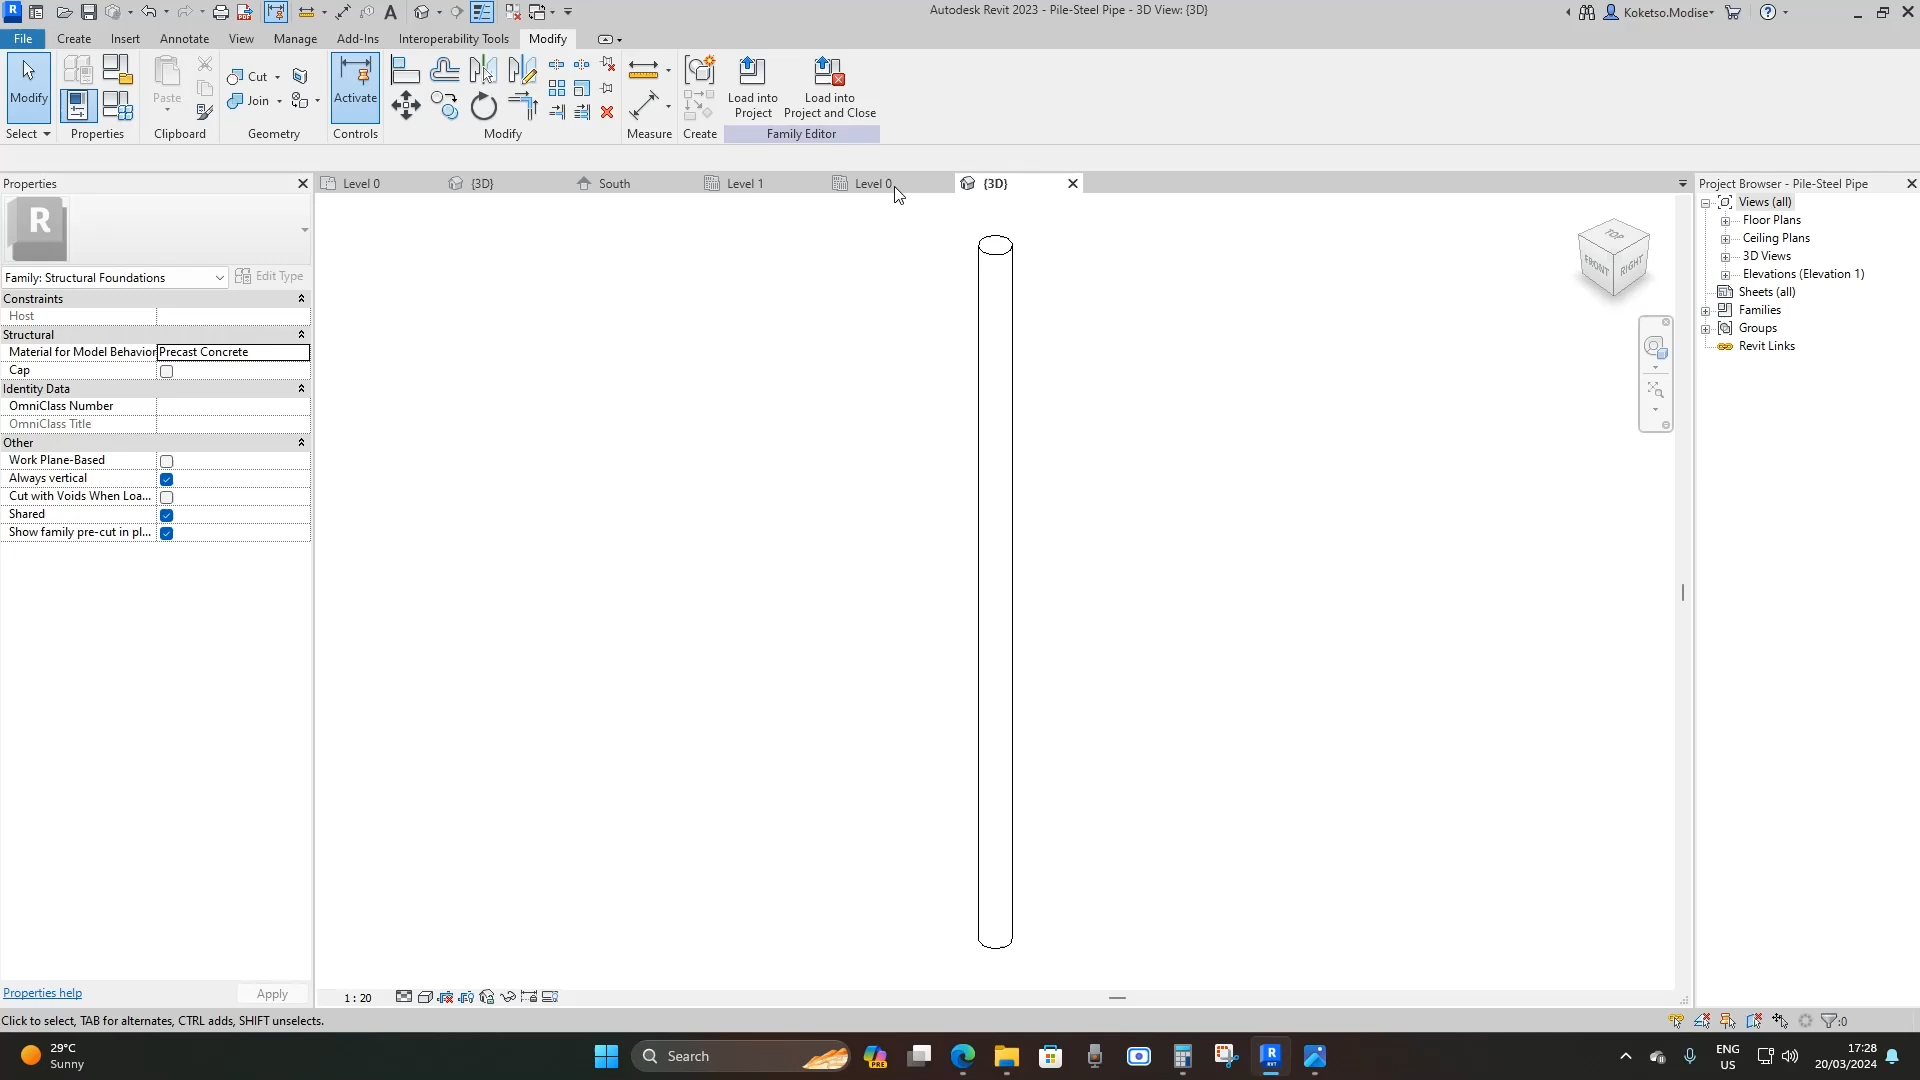 Autodesk Revit 2023 - Pile-Steel Pipe - 3D View: {3D}
Koketso.Modise
File Create Insert Annotate View Manage Add-Ins Interoperability Tools Modify
Modify
Paste
Cut
Join
Activate
Load into Project
Load into Project and Close
Select Properties Clipboard Geometry Controls Modify Measure Create Family Editor
Properties
Level 0 {3D} South Level 1 Level 0 {3D}
Project Browser - Pile-Steel Pipe
R
Family: Structural Foundations
Edit Type
Constraints
Host
Structural
Material for Model Behavior Precast Concrete
Cap
Identity Data
OmniClass Number
OmniClass Title
Other
Work Plane-Based
Always vertical
Cut with Voids When Loa...
Shared
Show family pre-cut in pl...
TOP
FRONT RIGHT
Views (all)
Floor Plans
Ceiling Plans
3D Views
Elevations (Elevation 1)
Sheets (all)
Families
Groups
Revit Links
Properties help
Apply
1 : 20
Click to select, TAB for alternates, CTRL adds, SHIFT unselects.
:0
29°C
Sunny
Search
ENG
US
17:28
20/03/2024